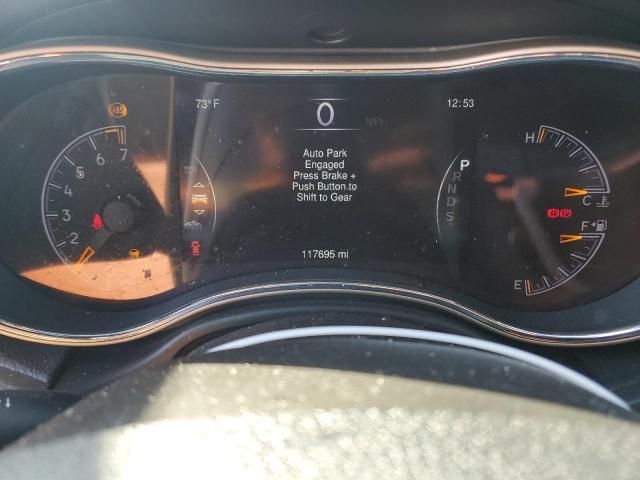 ABS
73°F
0
MPH
12:53
7
6
5
3
2
Auto Park
Engaged
Press Brake +
Push Button to
Shift to Gear
P
R
N
D
S
H
C
F
E
117695 mi